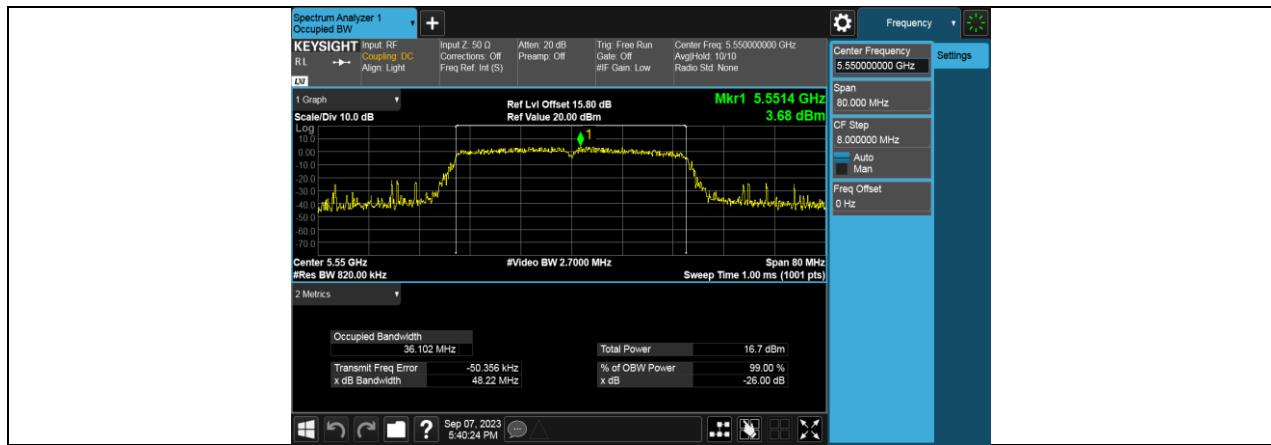 Spectrum Analyzer 1
Occupied BW
Frequency
KEYSIGHT
R L
LXI
Input: RF
Coupling: DC
Align: Light
Input Z: 50 Ω
Corrections: Off
Freq Ref: Int (S)
Atten: 20 dB
Preamp: Off
Trig: Free Run
Gate: Off
#IF Gain: Low
Center Freq: 5.550000000 GHz
Avg|Hold: 10/10
Radio Std: None
Center Frequency
5.550000000 GHz
Settings
Span
80.000 MHz
CF Step
8.000000 MHz
Auto
Man
Freq Offset
0 Hz
1 Graph
Scale/Div 10.0 dB
Ref Lvl Offset 15.80 dB
Ref Value 20.00 dBm
Mkr1 5.5514 GHz
3.68 dBm
Log
10.0
0.00
-10.0
-20.0
-30.0
-40.0
-50.0
-60.0
-70.0
1
Center 5.55 GHz
#Res BW 820.00 kHz
#Video BW 2.7000 MHz
Span 80 MHz
Sweep Time 1.00 ms (1001 pts)
2 Metrics
Occupied Bandwidth
36.102 MHz
Total Power 16.7 dBm
Transmit Freq Error -50.356 kHz
% of OBW Power 99.00 %
x dB Bandwidth 48.22 MHz
x dB -26.00 dB
?
Sep 07, 2023
5:40:24 PM